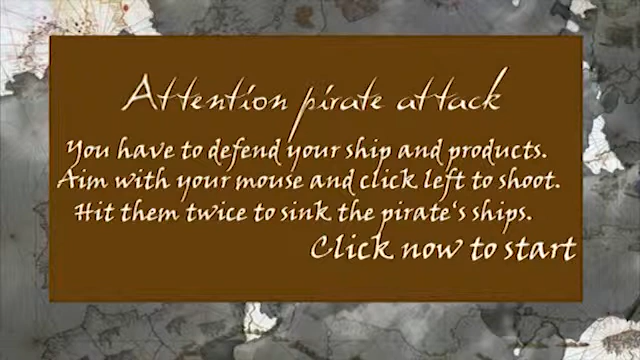 Attention pirate attack
You have to defend your ship and products.
Aim with your mouse and click left to shoot.
Hit them twice to sink the pirate's ships.
Click now to start